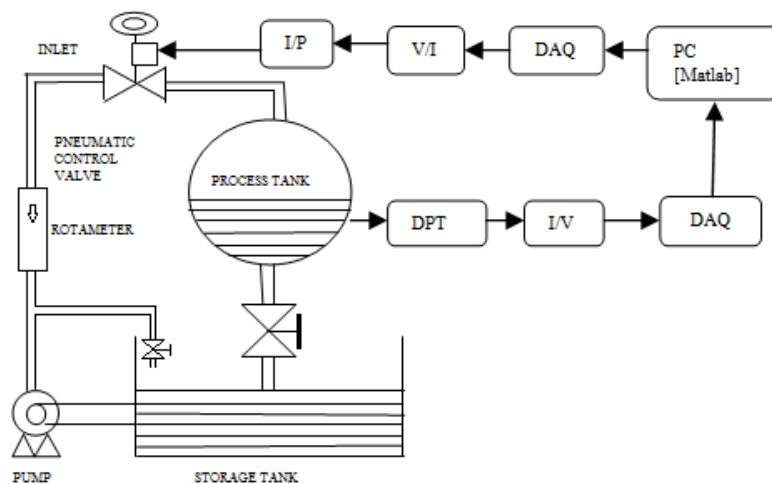 INLET
I/P
V/I
DAQ
PC
[Matlab]
PNEUMATIC
CONTROL
VALVE
PROCESS TANK
ROTAMETER
DPT
I/V
DAQ
PUMP
STORAGE TANK